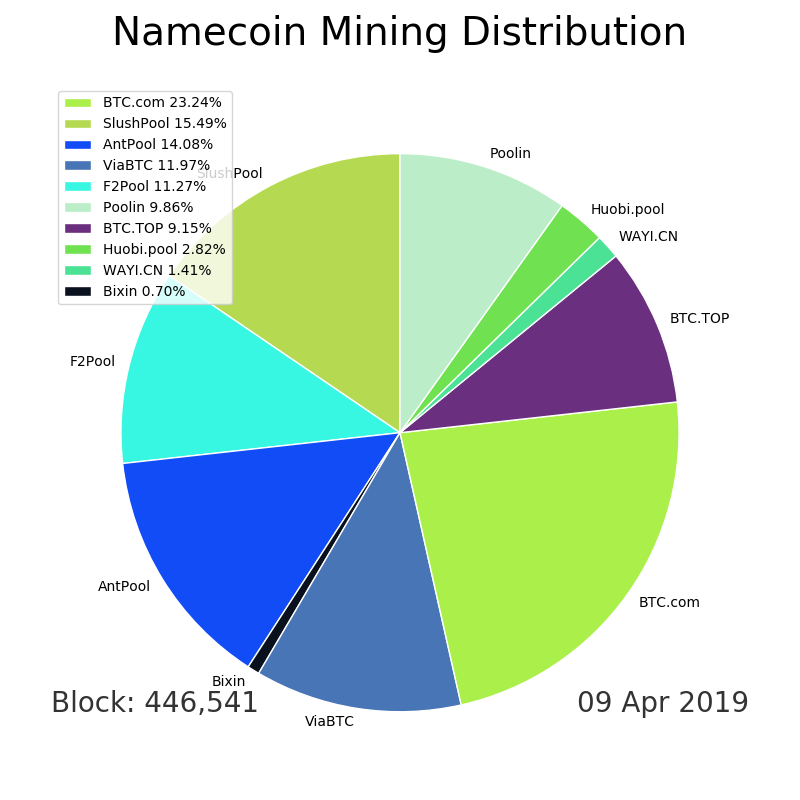 Namecoin Mining Distribution
BTC.com 23.24%
SlushPool 15.49%
AntPool 14.08%
ViaBTC 11.97%
F2Pool 11.27%
Poolin 9.86%
BTC.TOP 9.15%
Huobi.pool 2.82%
WAYI.CN 1.41%
Bixin 0.70%
Poolin
SlushPool
Huobi.pool
WAYI.CN
BTC.TOP
F2Pool
AntPool
BTC.com
Bixin
ViaBTC
Block: 446,541
09 Apr 2019